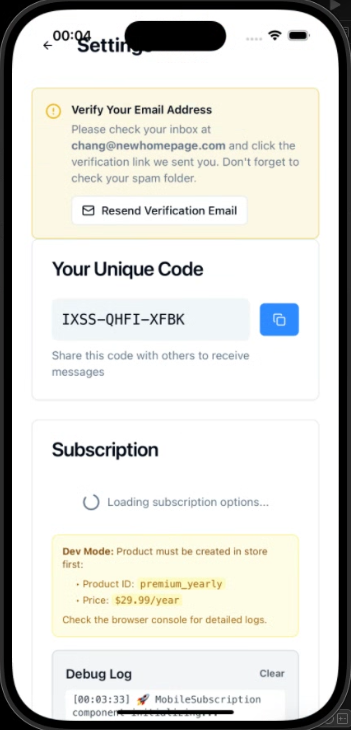 00:04
Settings
Verify Your Email Address
Please check your inbox at
chang@newhomepage.com and click the
verification link we sent you. Don't forget to
check your spam folder.
Resend Verification Email
Your Unique Code
IXSS-QHFI-XFBK
Share this code with others to receive
messages
Subscription
Loading subscription options...
Dev Mode: Product must be created in store
first:
• Product ID: premium_yearly
• Price: $29.99/year
Check the browser console for detailed logs.
Debug Log
Clear
[00:03:33] 🚀 MobileSubscription
component initializing...